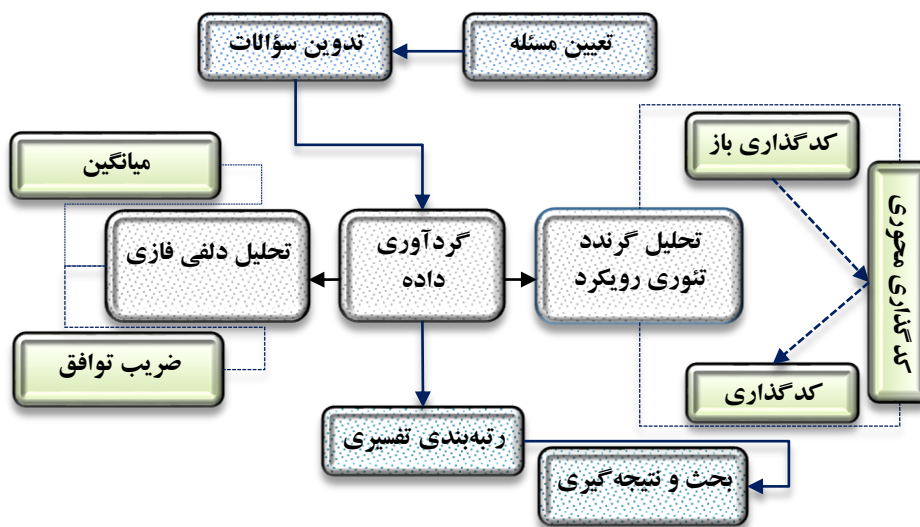 تعیین مسئله
تدوین سؤالات
کدگذاری باز
میانگین
کدگذاری محوری
تحلیل گرندد
تئوری رویکرد
گردآوری
داده
تحلیل دلفی فازی
کدگذاری
ضریب توافق
رتبه‌بندی تفسیری
بحث و نتیجه گیری